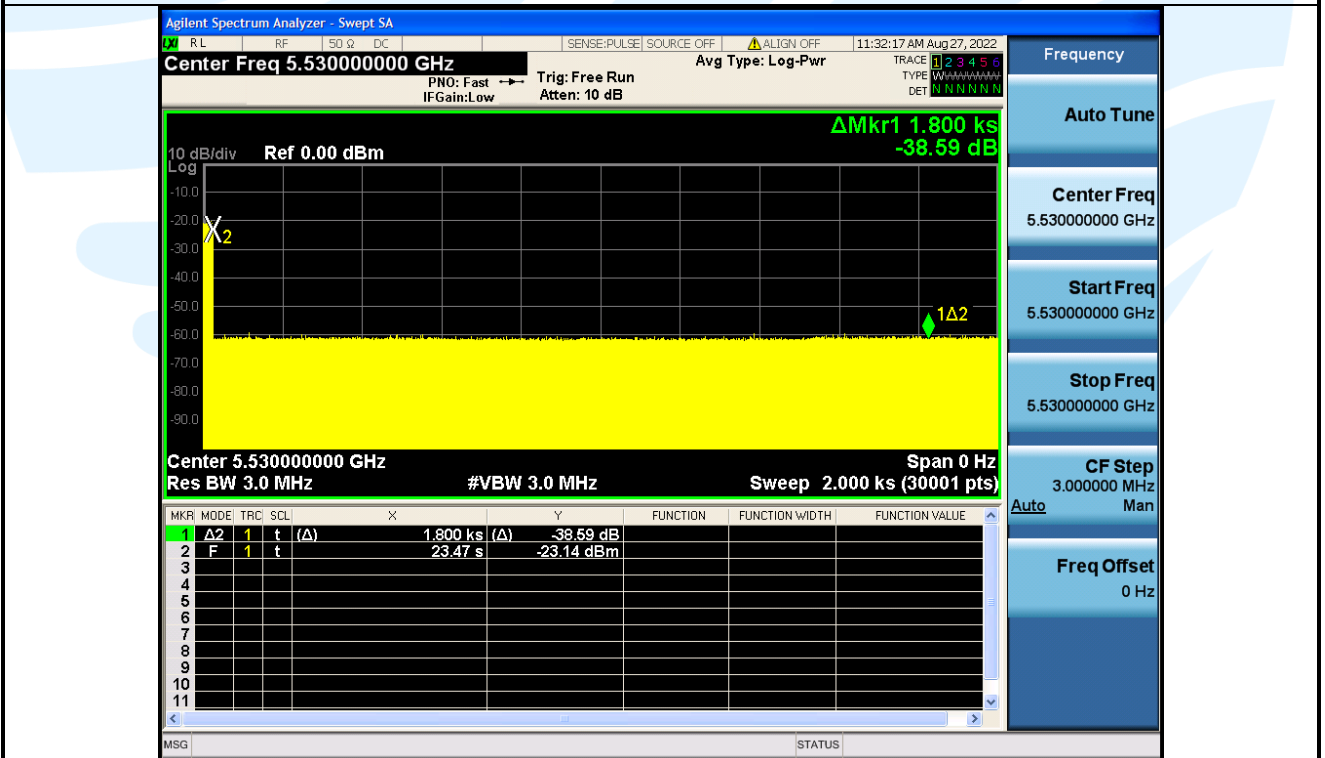 Agilent Spectrum Analyzer - Swept SA
LXI RL RF 50 Ω DC SENSE:PULSE SOURCE OFF ⚠ALIGN OFF 11:32:17 AM Aug 27, 2022
Center Freq 5.530000000 GHz
PNO: Fast
IFGain:Low
Trig: Free Run
Atten: 10 dB
Avg Type: Log-Pwr
TRACE 1 2 3 4 5 6
TYPE WWWWWW
DET N N N N N N
ΔMkr1 1.800 ks
-38.59 dB
10 dB/div Ref 0.00 dBm
Log
-10.0
-20.0
-30.0
-40.0
-50.0
-60.0
-70.0
-80.0
-90.0
X2
1Δ2
Center 5.530000000 GHz Span 0 Hz
Res BW 3.0 MHz #VBW 3.0 MHz Sweep 2.000 ks (30001 pts)
MKR MODE TRC SCL X Y FUNCTION FUNCTION WIDTH FUNCTION VALUE
1 Δ2 1 t (Δ) 1.800 ks (Δ) -38.59 dB
2 F 1 t 23.47 s -23.14 dBm
3
4
5
6
7
8
9
10
11
MSG STATUS
Frequency
Auto Tune
Center Freq
5.530000000 GHz
Start Freq
5.530000000 GHz
Stop Freq
5.530000000 GHz
CF Step
3.000000 MHz
Auto Man
Freq Offset
0 Hz